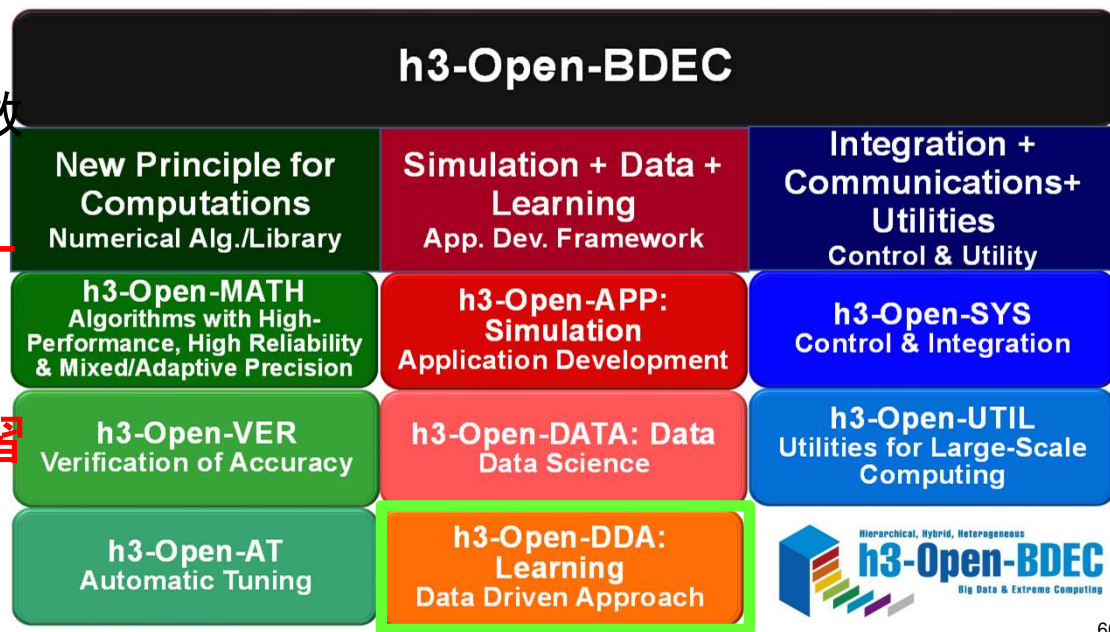 h3-Open-BDEC
New Principle for
Computations
Numerical Alg./Library
Simulation + Data +
Learning
App. Dev. Framework
Integration +
Communications+
Utilities
Control & Utility
h3-Open-MATH
Algorithms with High-
Performance, High Reliability
& Mixed/Adaptive Precision
h3-Open-APP:
Simulation
Application Development
h3-Open-SYS
Control & Integration
h3-Open-VER
Verification of Accuracy
h3-Open-DATA: Data
Data Science
h3-Open-UTIL
Utilities for Large-Scale
Computing
h3-Open-AT
Automatic Tuning
h3-Open-DDA:
Learning
Data Driven Approach
Hierarchical, Hybrid, Heterogeneous
h3-Open-BDEC
Big Data & Extreme Computing
習